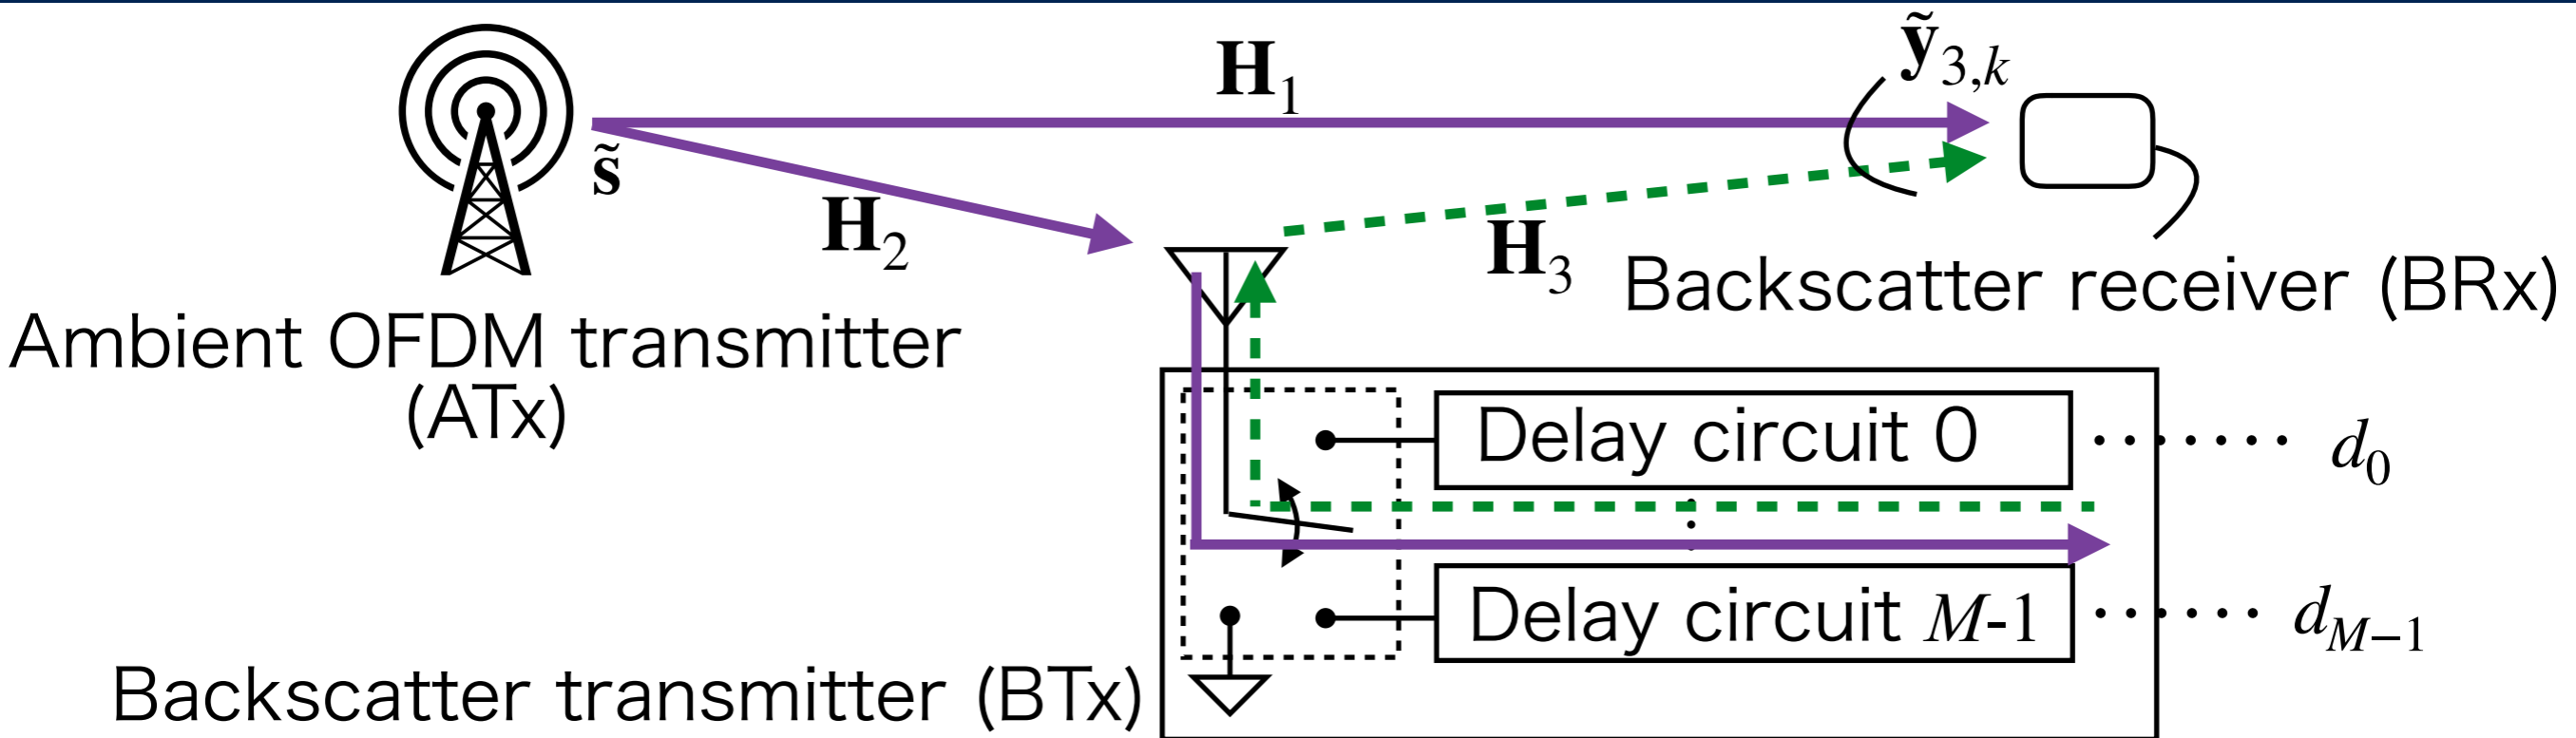 H₁
ỹ₃,ₖ
s̃
H₂
H₃
Backscatter receiver (BRx)
Ambient OFDM transmitter
(ATx)
Delay circuit 0
d₀
Delay circuit M-1
d_{M−1}
Backscatter transmitter (BTx)